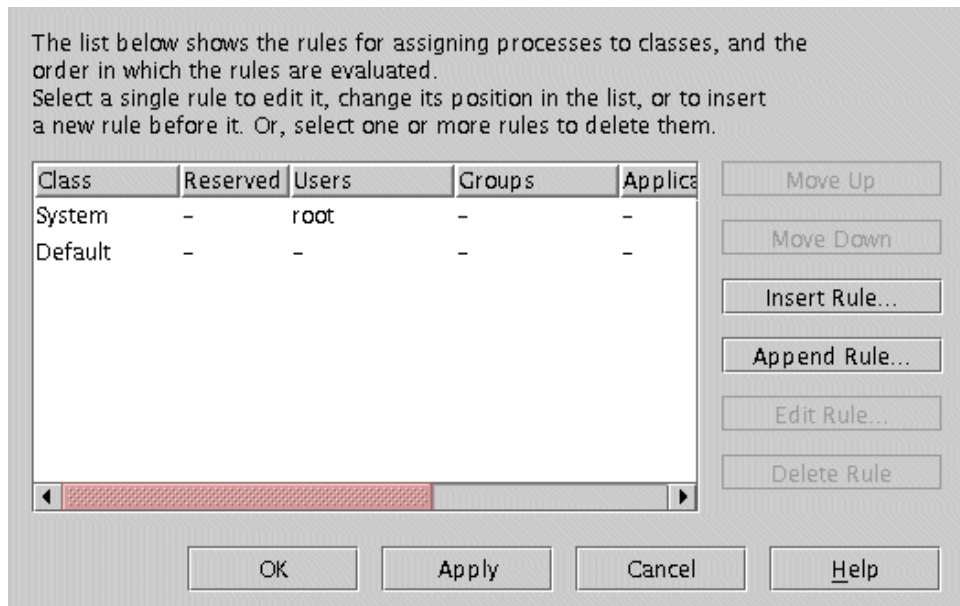 The list below shows the rules for assigning processes to classes, and the
order in which the rules are evaluated.
Select a single rule to edit it, change its position in the list, or to insert
a new rule before it. Or, select one or more rules to delete them.
Class Reserved Users Groups Applica
System – root – –
Default – – – –
Move Up
Move Down
Insert Rule...
Append Rule...
Edit Rule...
Delete Rule
OK Apply Cancel Help